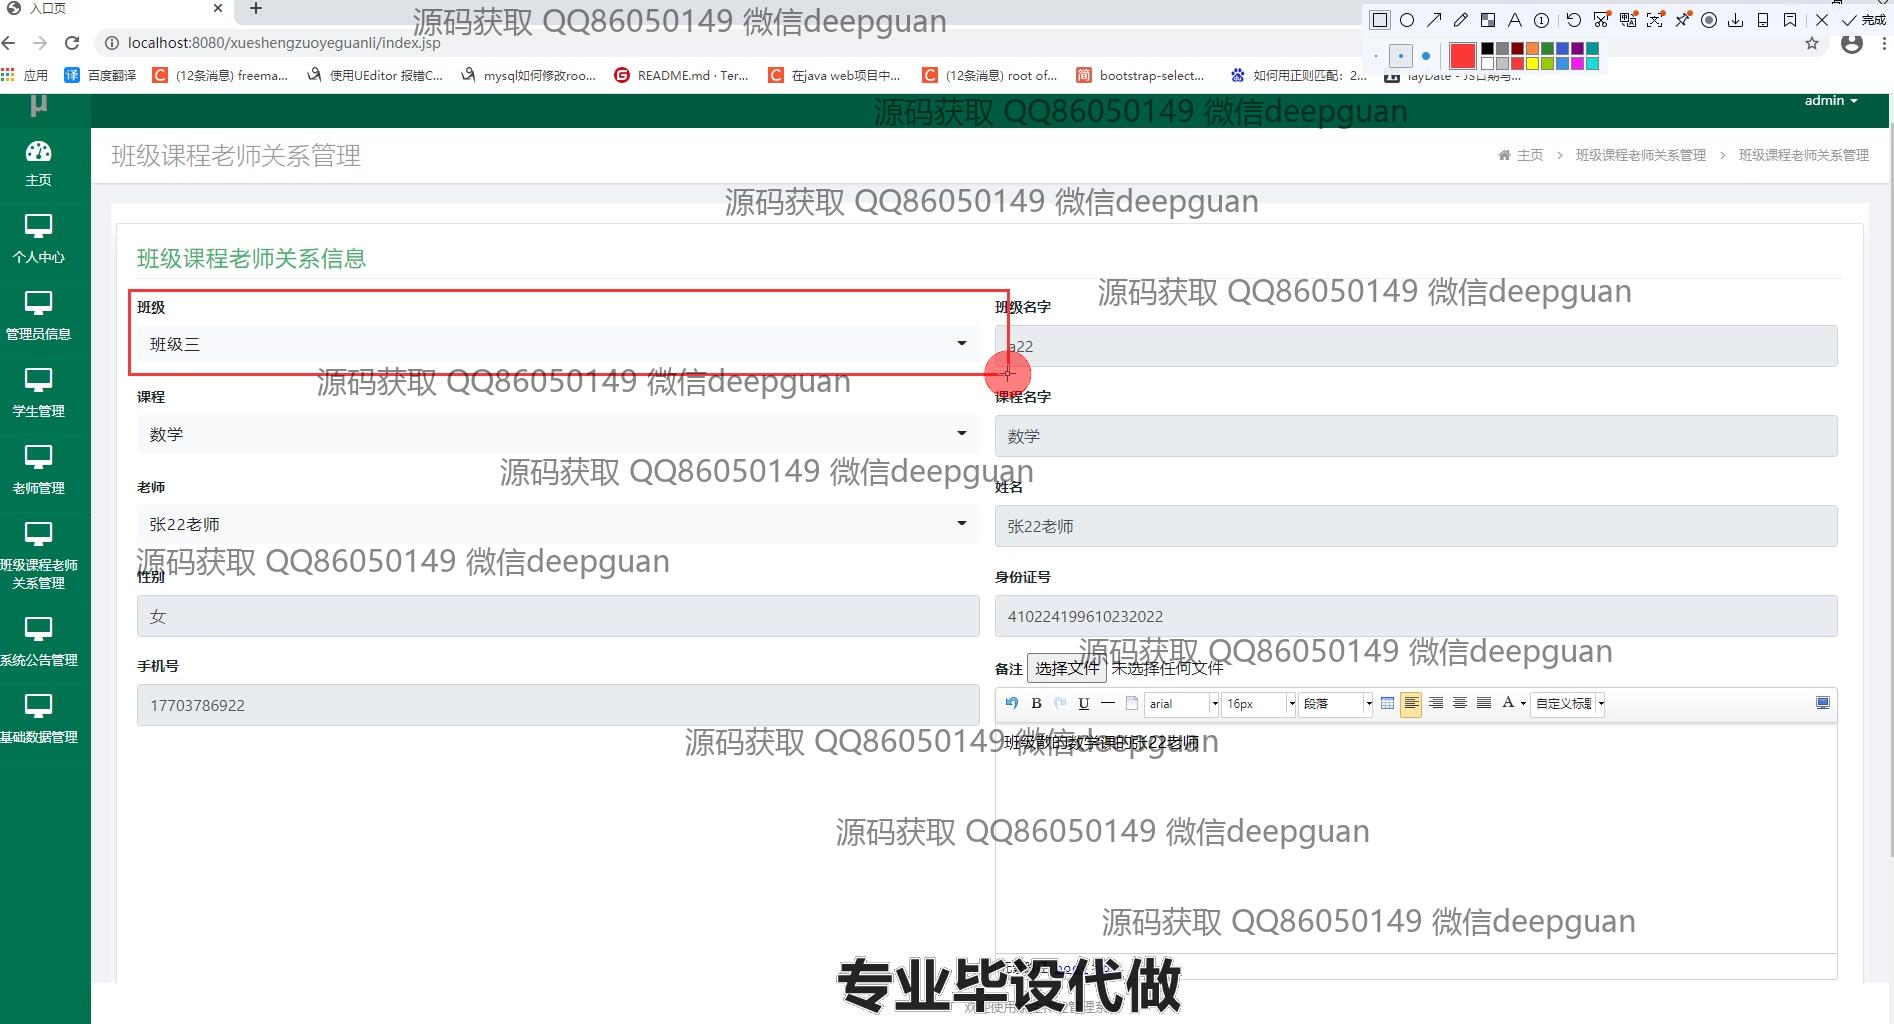 入口页
源码获取 QQ86050149 微信deepguan
完成
localhost:8080/xueshengzuoyeguanli/index.jsp
应用
百度翻译
(12条消息) freema...
使用UEditor 报错C...
mysql如何修改roo...
README.md · Ter...
在java web项目中...
(12条消息) root of...
bootstrap-select...
如何用正则匹配：2...
layDate - JS日期与...
μ
源码获取 QQ86050149 微信deepguan
admin
班级课程老师关系管理
主页 > 班级课程老师关系管理 > 班级课程老师关系管理
主页
个人中心
管理员信息
学生管理
老师管理
班级课程老师
关系管理
系统公告管理
基础数据管理
源码获取 QQ86050149 微信deepguan
班级课程老师关系信息
源码获取 QQ86050149 微信deepguan
班级
班级名字
班级三
a22
源码获取 QQ86050149 微信deepguan
课程
课程名字
数学
数学
源码获取 QQ86050149 微信deepguan
老师
姓名
张22老师
张22老师
源码获取 QQ86050149 微信deepguan
性别
身份证号
女
410224199610232022
源码获取 QQ86050149 微信deepguan
手机号
备注 选择文件 未选择任何文件
17703786922
B U arial 16px 段落 A 自定义标题
源码获取 QQ86050149 微信deepguan
班级散的数学课的张22老师
源码获取 QQ86050149 微信deepguan
源码获取 QQ86050149 微信deepguan
专业毕设代做